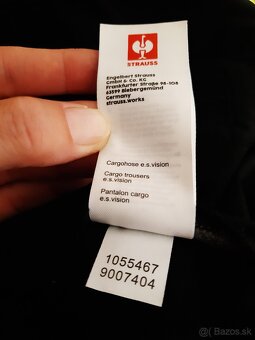 STRAUSS
Engelbert Strauss
GmbH & Co. KG
Frankfurter Straße 98-108
63599 Biebergemünd
Germany
strauss.works
Cargohose e.s.vision
Cargo trousers
e.s.vision
Pantalon cargo
e.s.vision
1055467
9007404
Bazos.sk